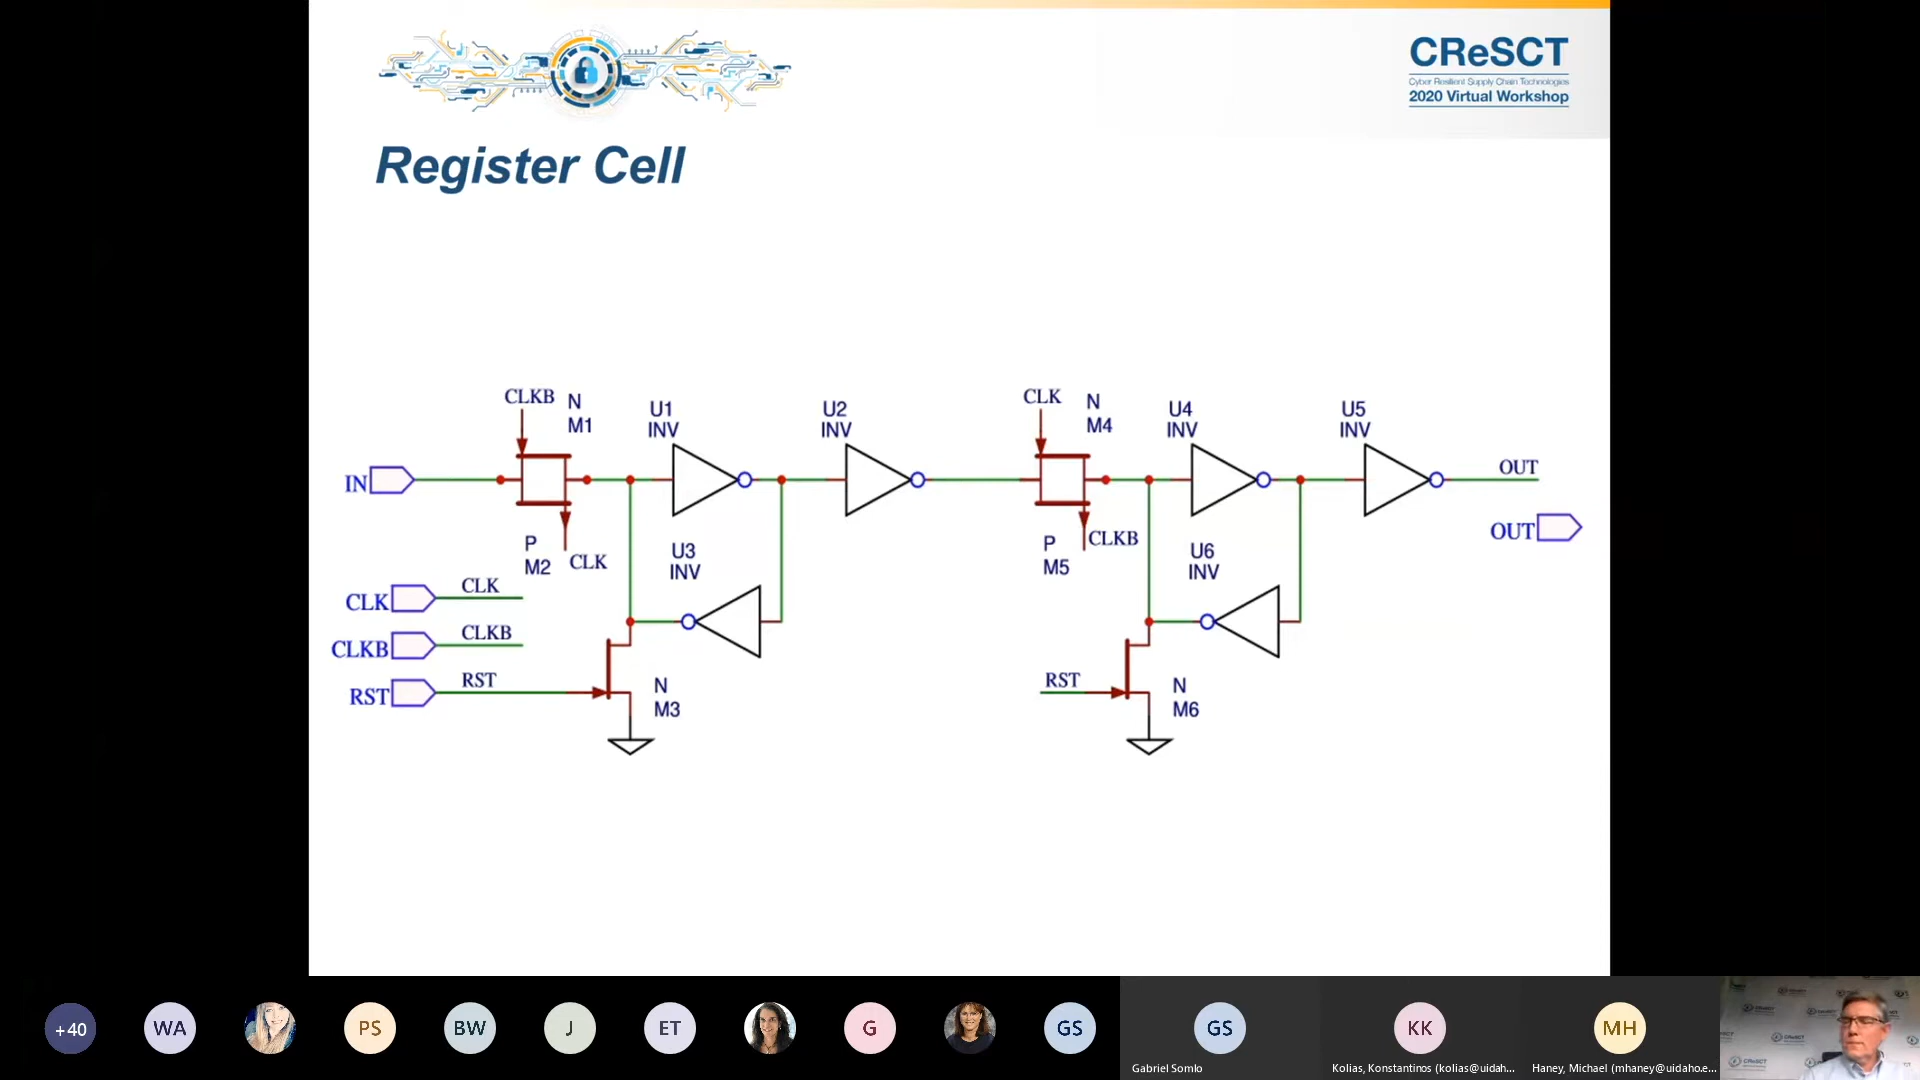 CReSCT
Cyber Resilient Supply Chain Technologies
2020 Virtual Workshop
Register Cell
CLKB
N
M1
U1
INV
U2
INV
CLK
N
M4
U4
INV
U5
INV
IN
OUT
OUT
P
M2
CLK
U3
INV
P
M5
CLKB
U6
INV
CLK
CLK
CLKB
CLKB
RST
RST
N
M3
RST
N
M6
+40
WA
PS
BW
J
ET
G
GS
GS
KK
MH
Gabriel Somlo
Kolias, Konstantinos (kolias@uidah...
Haney, Michael (mhaney@uidaho.e...
CReSCT